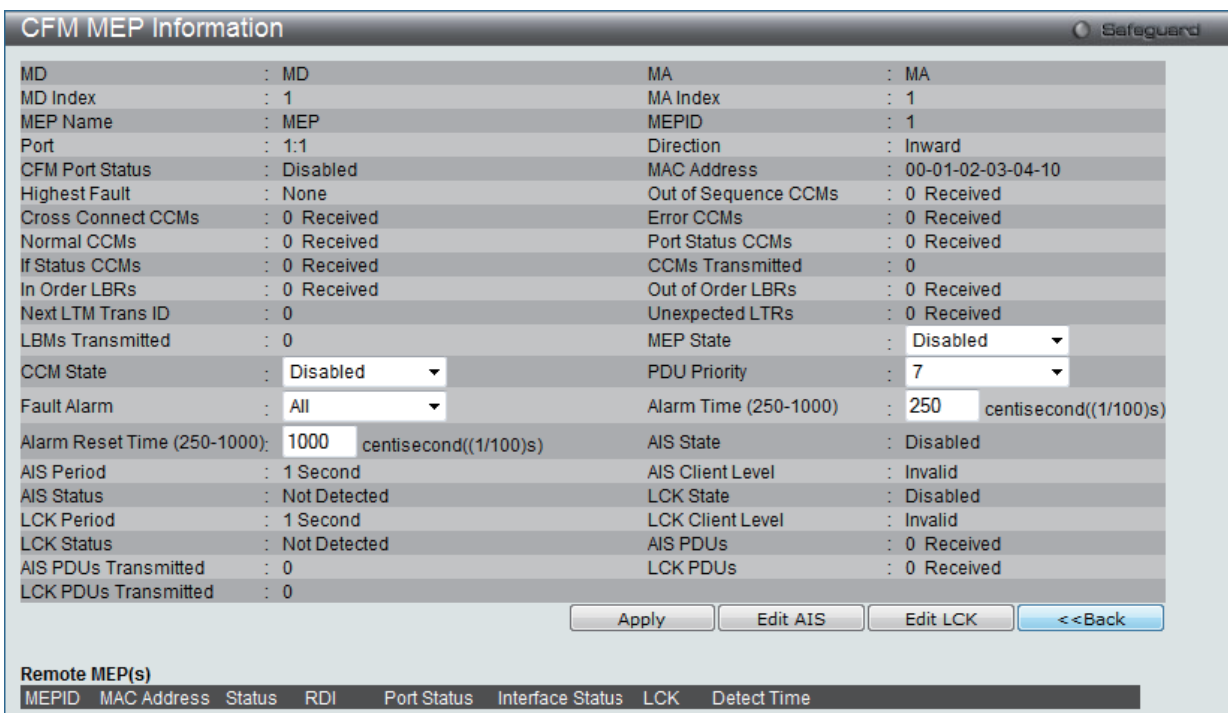 CFM MEP Information Safeguard
MD : MD MA : MA
MD Index : 1 MA Index : 1
MEP Name : MEP MEPID : 1
Port : 1:1 Direction : Inward
CFM Port Status : Disabled MAC Address : 00-01-02-03-04-10
Highest Fault : None Out of Sequence CCMs : 0 Received
Cross Connect CCMs : 0 Received Error CCMs : 0 Received
Normal CCMs : 0 Received Port Status CCMs : 0 Received
If Status CCMs : 0 Received CCMs Transmitted : 0
In Order LBRs : 0 Received Out of Order LBRs : 0 Received
Next LTM Trans ID : 0 Unexpected LTRs : 0 Received
LBMs Transmitted : 0 MEP State : Disabled
CCM State : Disabled PDU Priority : 7
Fault Alarm : All Alarm Time (250-1000) : 250 centisecond((1/100)s)
Alarm Reset Time (250-1000): 1000 centisecond((1/100)s) AIS State : Disabled
AIS Period : 1 Second AIS Client Level : Invalid
AIS Status : Not Detected LCK State : Disabled
LCK Period : 1 Second LCK Client Level : Invalid
LCK Status : Not Detected AIS PDUs : 0 Received
AIS PDUs Transmitted : 0 LCK PDUs : 0 Received
LCK PDUs Transmitted : 0
Apply Edit AIS Edit LCK <<Back
Remote MEP(s)
MEPID MAC Address Status RDI Port Status Interface Status LCK Detect Time